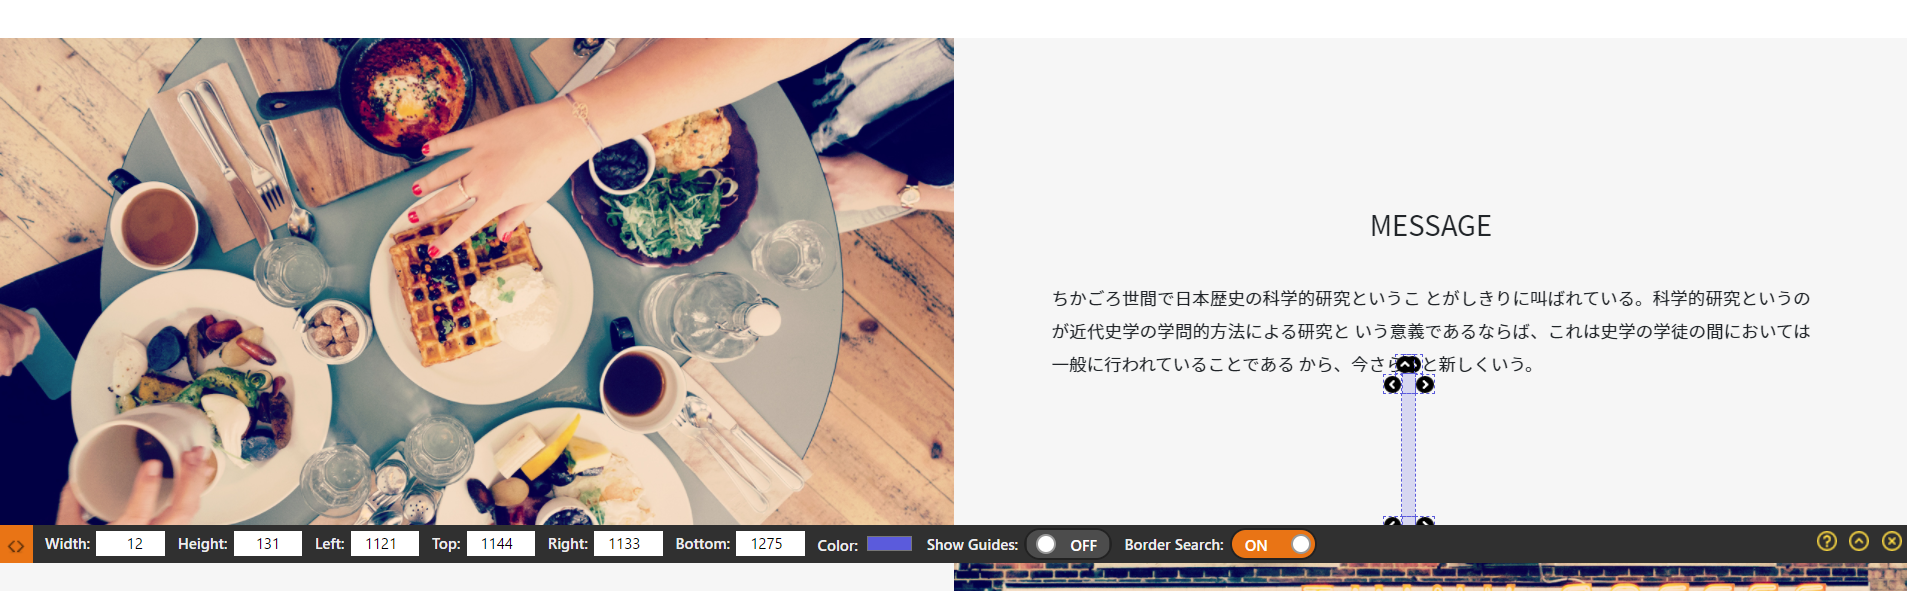 MESSAGE
ちかごろ世間で日本歴史の科学的研究というこ とがしきりに叫ばれている。科学的研究というの
が近代史学の学問的方法による研究と いう意義であるならば、これは史学の学徒の間においては
一般に行われていることである から、今さら と新しくいう。
Width: 12 Height: 131 Left: 1121 Top: 1144 Right: 1133 Bottom: 1275 Color: Show Guides: OFF Border Search: ON